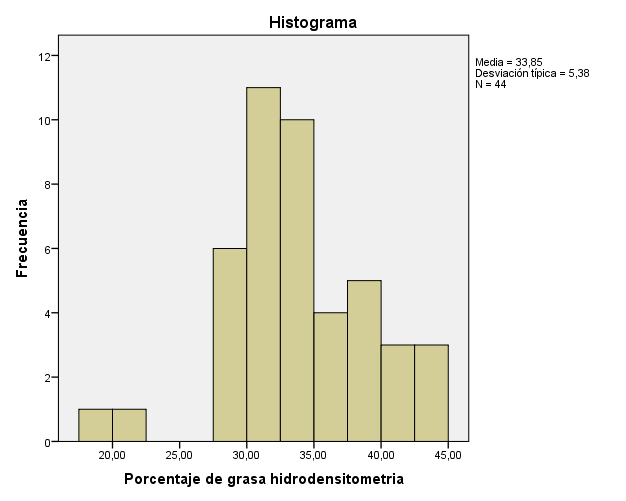 Histograma
Media = 33,85
Desviación típica = 5,38
N = 44
12
10
8
6
4
2
0
Frecuencia
20,00 25,00 30,00 35,00 40,00 45,00
Porcentaje de grasa hidrodensitometria